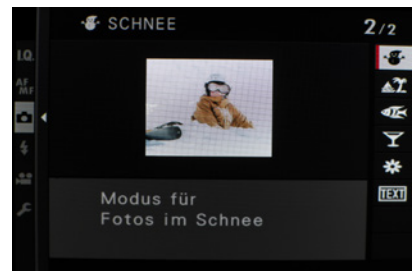 SCHNEE
2/2
I.Q.
AF
MF
Modus für
Fotos im Schnee
TEXT